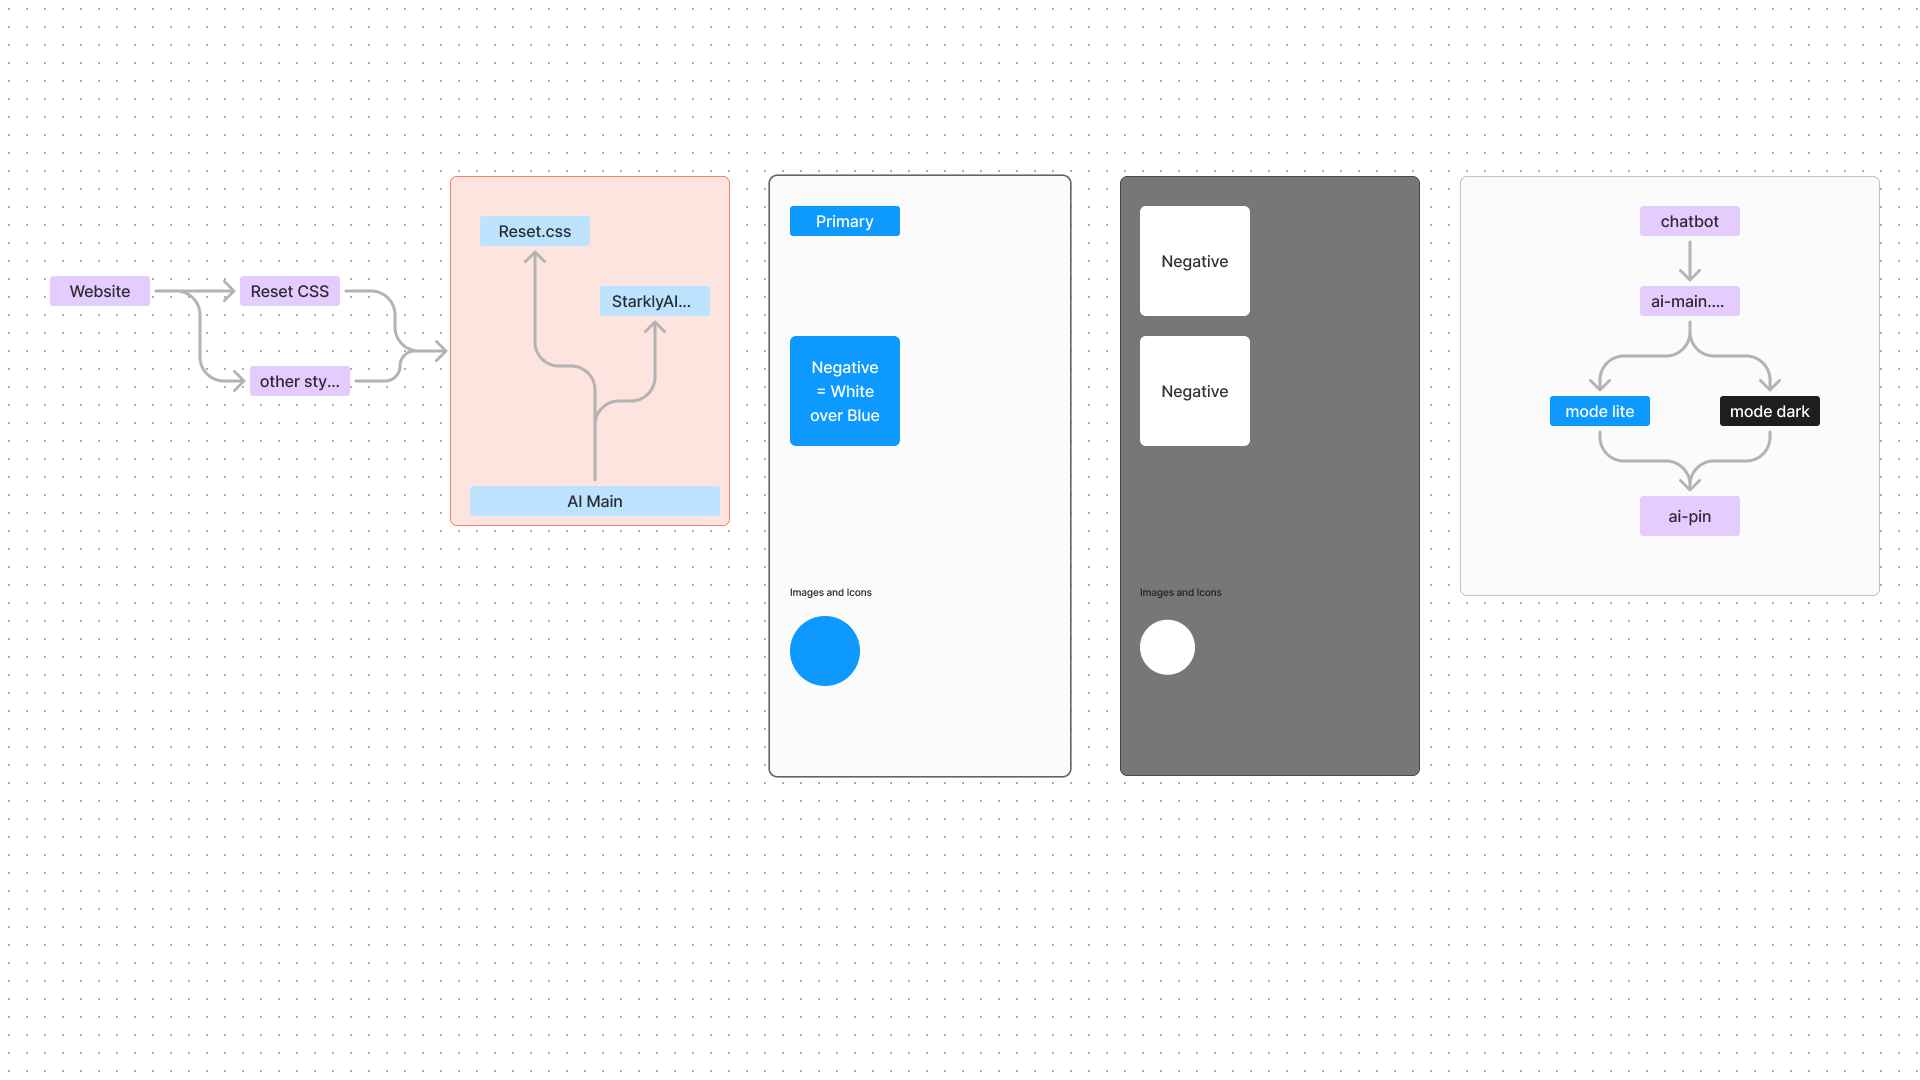 Website
Reset CSS
other sty...
Reset.css
StarklyAI...
AI Main
Primary
Negative
= White
over Blue
Images and Icons
Negative
Negative
Images and Icons
chatbot
ai-main....
mode lite
mode dark
ai-pin